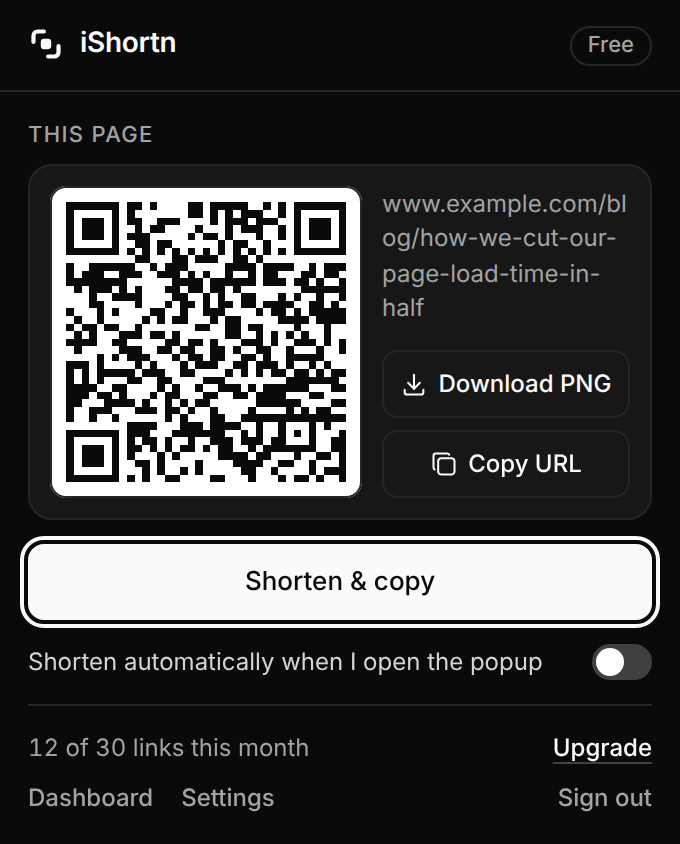 iShortn
Free
THIS PAGE
www.example.com/bl
og/how-we-cut-our-
page-load-time-in-
half
Download PNG
Copy URL
Shorten & copy
Shorten automatically when I open the popup
12 of 30 links this month
Upgrade
Dashboard
Settings
Sign out